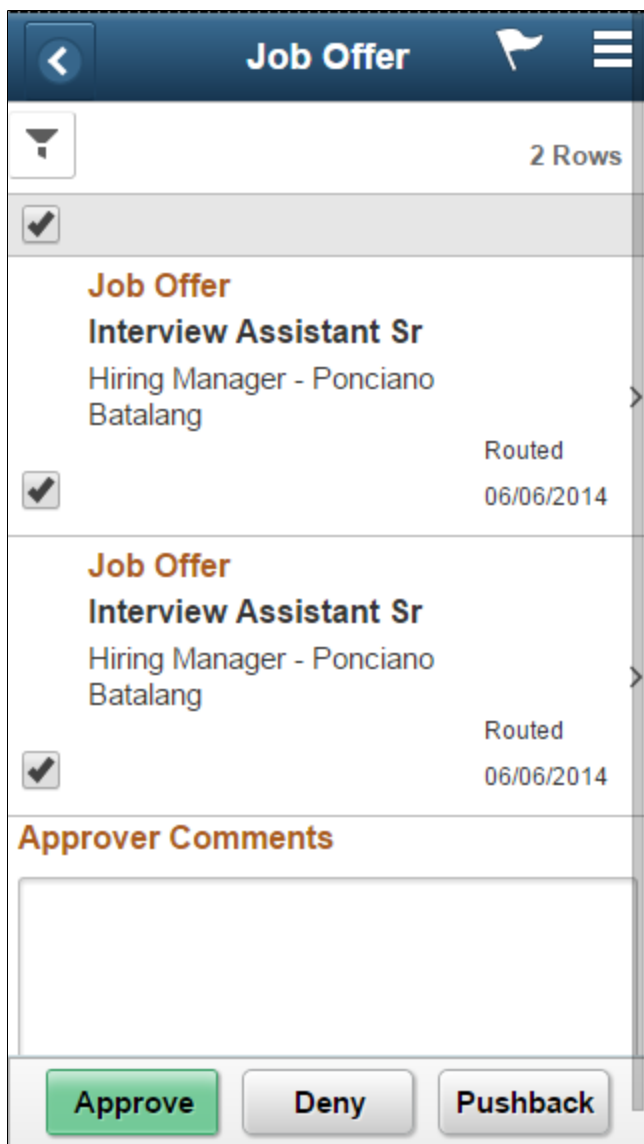 Job Offer
2 Rows
Job Offer
Interview Assistant Sr
Hiring Manager - Ponciano
Batalang
Routed
06/06/2014
Job Offer
Interview Assistant Sr
Hiring Manager - Ponciano
Batalang
Routed
06/06/2014
Approver Comments
Approve Deny Pushback